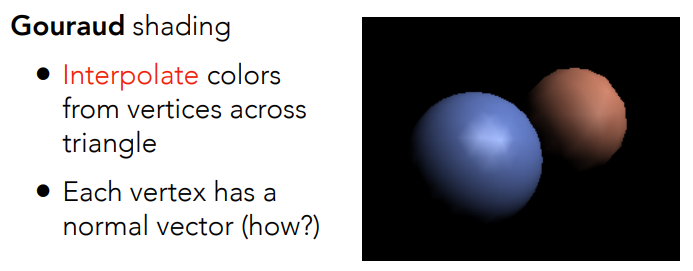 Gouraud shading
• Interpolate colors
from vertices across
triangle
• Each vertex has a
normal vector (how?)